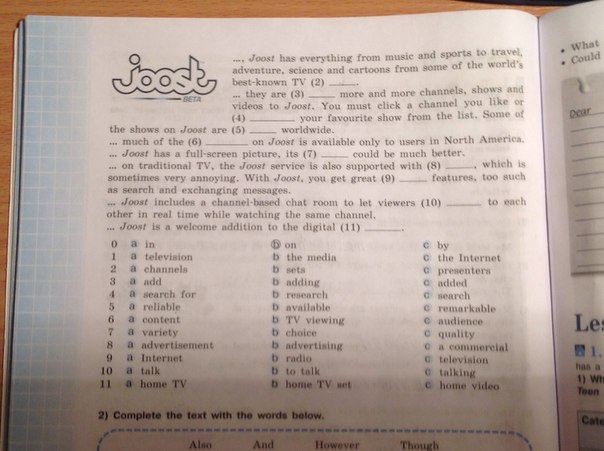 joost
BETA
..., Joost has everything from music and sports to travel,
adventure, science and cartoons from some of the world's
best-known TV (2) _____.
... they are (3) _____ more and more channels, shows and
videos to Joost. You must click a channel you like or
(4) _____ your favourite show from the list. Some of
the shows on Joost are (5) _____ worldwide.
... much of the (6) _____ on Joost is available only to users in North America.
... Joost has a full-screen picture, its (7) _____ could be much better.
... on traditional TV, the Joost service is also supported with (8) _____, which is
sometimes very annoying. With Joost, you get great (9) _____ features, too such
as search and exchanging messages.
... Joost includes a channel-based chat room to let viewers (10) _____ to each
other in real time while watching the same channel.
... Joost is a welcome addition to the digital (11) _____.
0 a in b on c by
1 a television b the media c the Internet
2 a channels b sets c presenters
3 a add b adding c added
4 a search for b research c search
5 a reliable b available c remarkable
6 a content b TV viewing c audience
7 a variety b choice c quality
8 a advertisement b advertising c a commercial
9 a Internet b radio c television
10 a talk b to talk c talking
11 a home TV b home TV set c home video
2) Complete the text with the words below.
Also And However Though
• What
• Could
Dear
Les
1.
has a
1) Wh
Teen
Cate